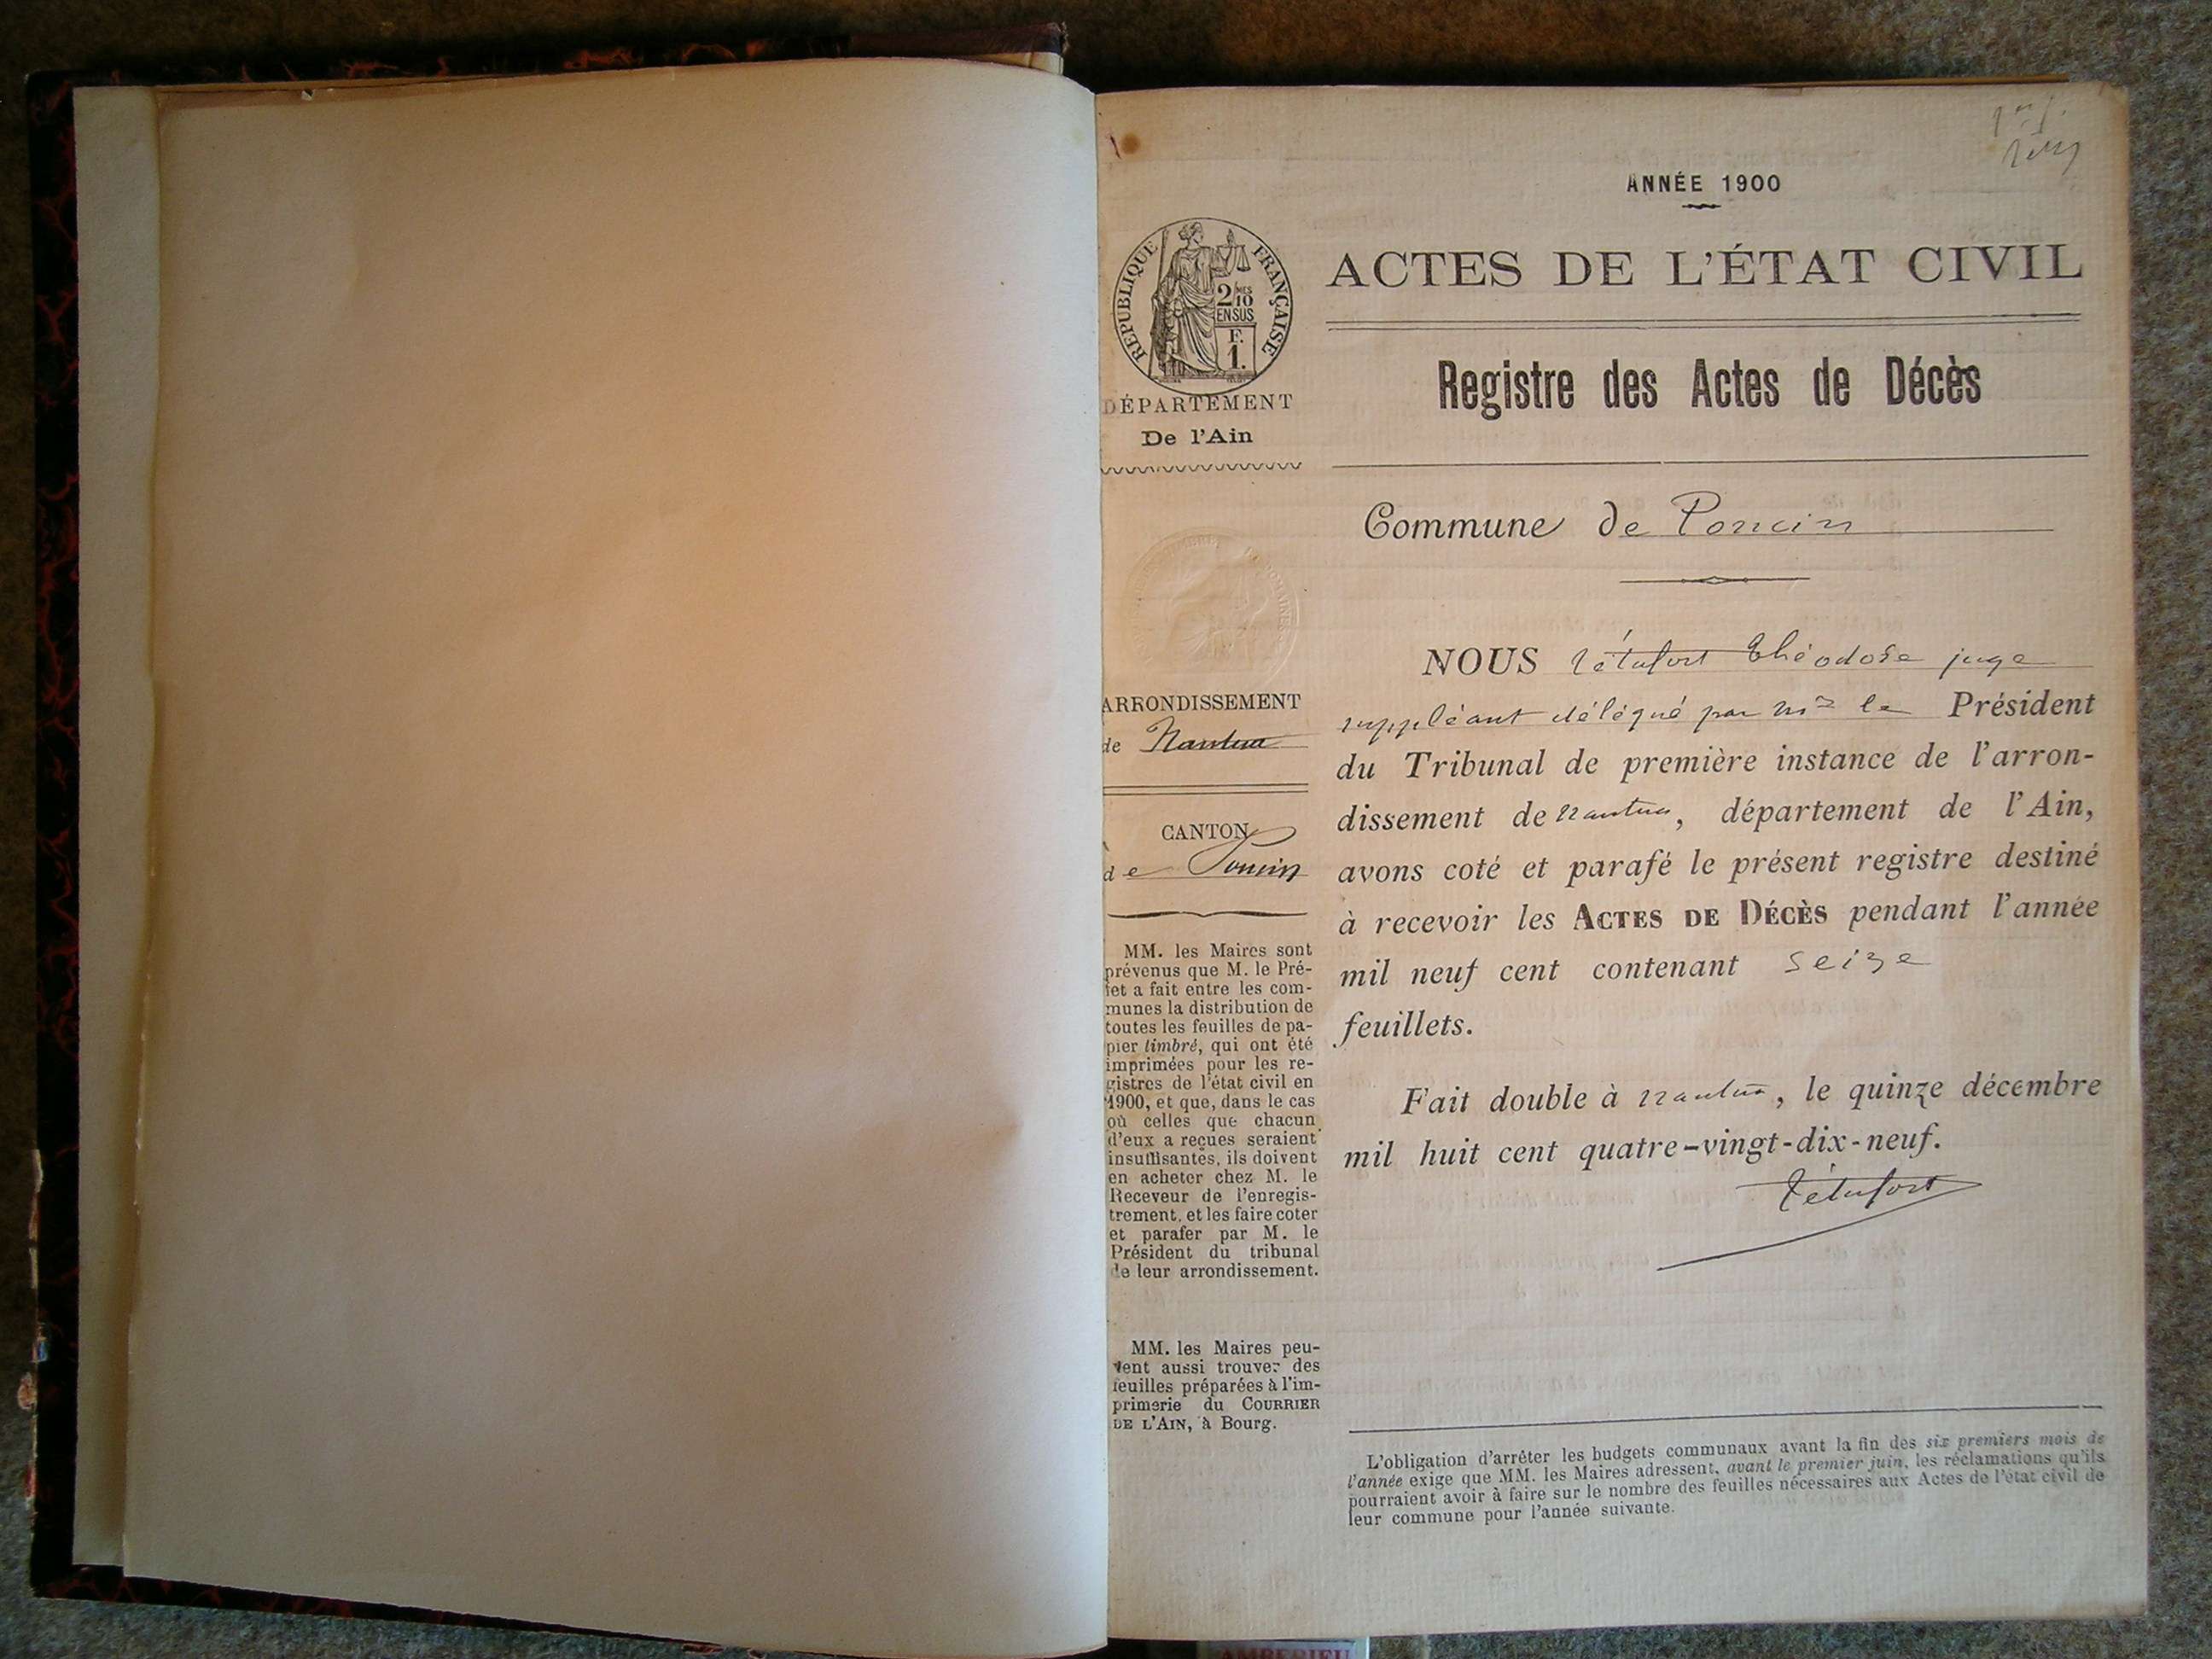 ANNÉE 1900
ACTES DE L'ÉTAT CIVIL
Registre des Actes de Décès
RÉPUBLIQUE FRANÇAISE
2/MES 10
EN SUS
F.
1.
DÉPARTEMENT
De l'Ain
ARRONDISSEMENT
de Nantua
CANTON
de Poncin
MM. les Maires sont
prévenus que M. le Pré-
fet a fait entre les com-
munes la distribution de
toutes les feuilles de pa-
pier timbré, qui ont été
imprimées pour les re-
gistres de l'état civil en
1900, et que, dans le cas
où celles que chacun
d'eux a reçues seraient
insuffisantes, ils doivent
en acheter chez M. le
Receveur de l'enregis-
trement, et les faire coter
et parafer par M. le
Président du tribunal
de leur arrondissement.
MM. les Maires peu-
vent aussi trouver des
feuilles préparées à l'im-
primerie du COURRIER
DE L'AIN, à Bourg.
Commune de Poncin
NOUS Tétufort Théodose juge
suppléant délégué par Mr le Président
du Tribunal de première instance de l'arron-
dissement de Nantua, département de l'Ain,
avons coté et parafé le présent registre destiné
à recevoir les ACTES DE DÉCÈS pendant l'année
mil neuf cent contenant seize
feuillets.
Fait double à Nantua, le quinze décembre
mil huit cent quatre-vingt-dix-neuf.
Tétufort
L'obligation d'arrêter les budgets communaux avant la fin des six premiers mois de
l'année exige que MM. les Maires adressent, avant le premier juin, les réclamations qu'ils
pourraient avoir à faire sur le nombre des feuilles nécessaires aux Actes de l'état civil de
leur commune pour l'année suivante.
AMBERIEU